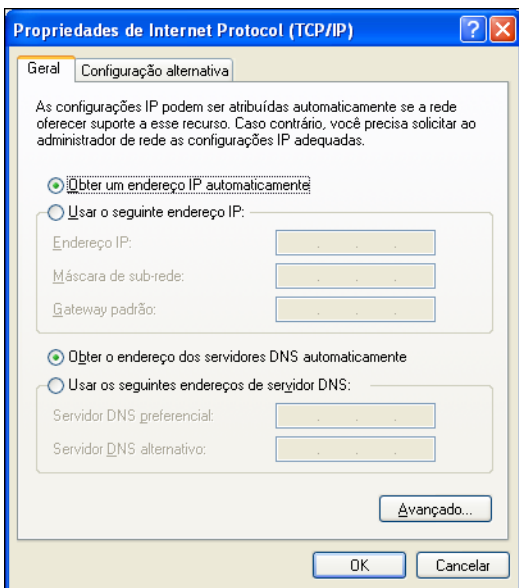 Propriedades de Internet Protocol (TCP/IP)
Geral
Configuração alternativa
As configurações IP podem ser atribuídas automaticamente se a rede
oferecer suporte a esse recurso. Caso contrário, você precisa solicitar ao
administrador de rede as configurações IP adequadas.
Obter um endereço IP automaticamente
Usar o seguinte endereço IP:
Endereço IP:
Máscara de sub-rede:
Gateway padrão:
Obter o endereço dos servidores DNS automaticamente
Usar os seguintes endereços de servidor DNS:
Servidor DNS preferencial:
Servidor DNS alternativo:
Avançado...
OK
Cancelar